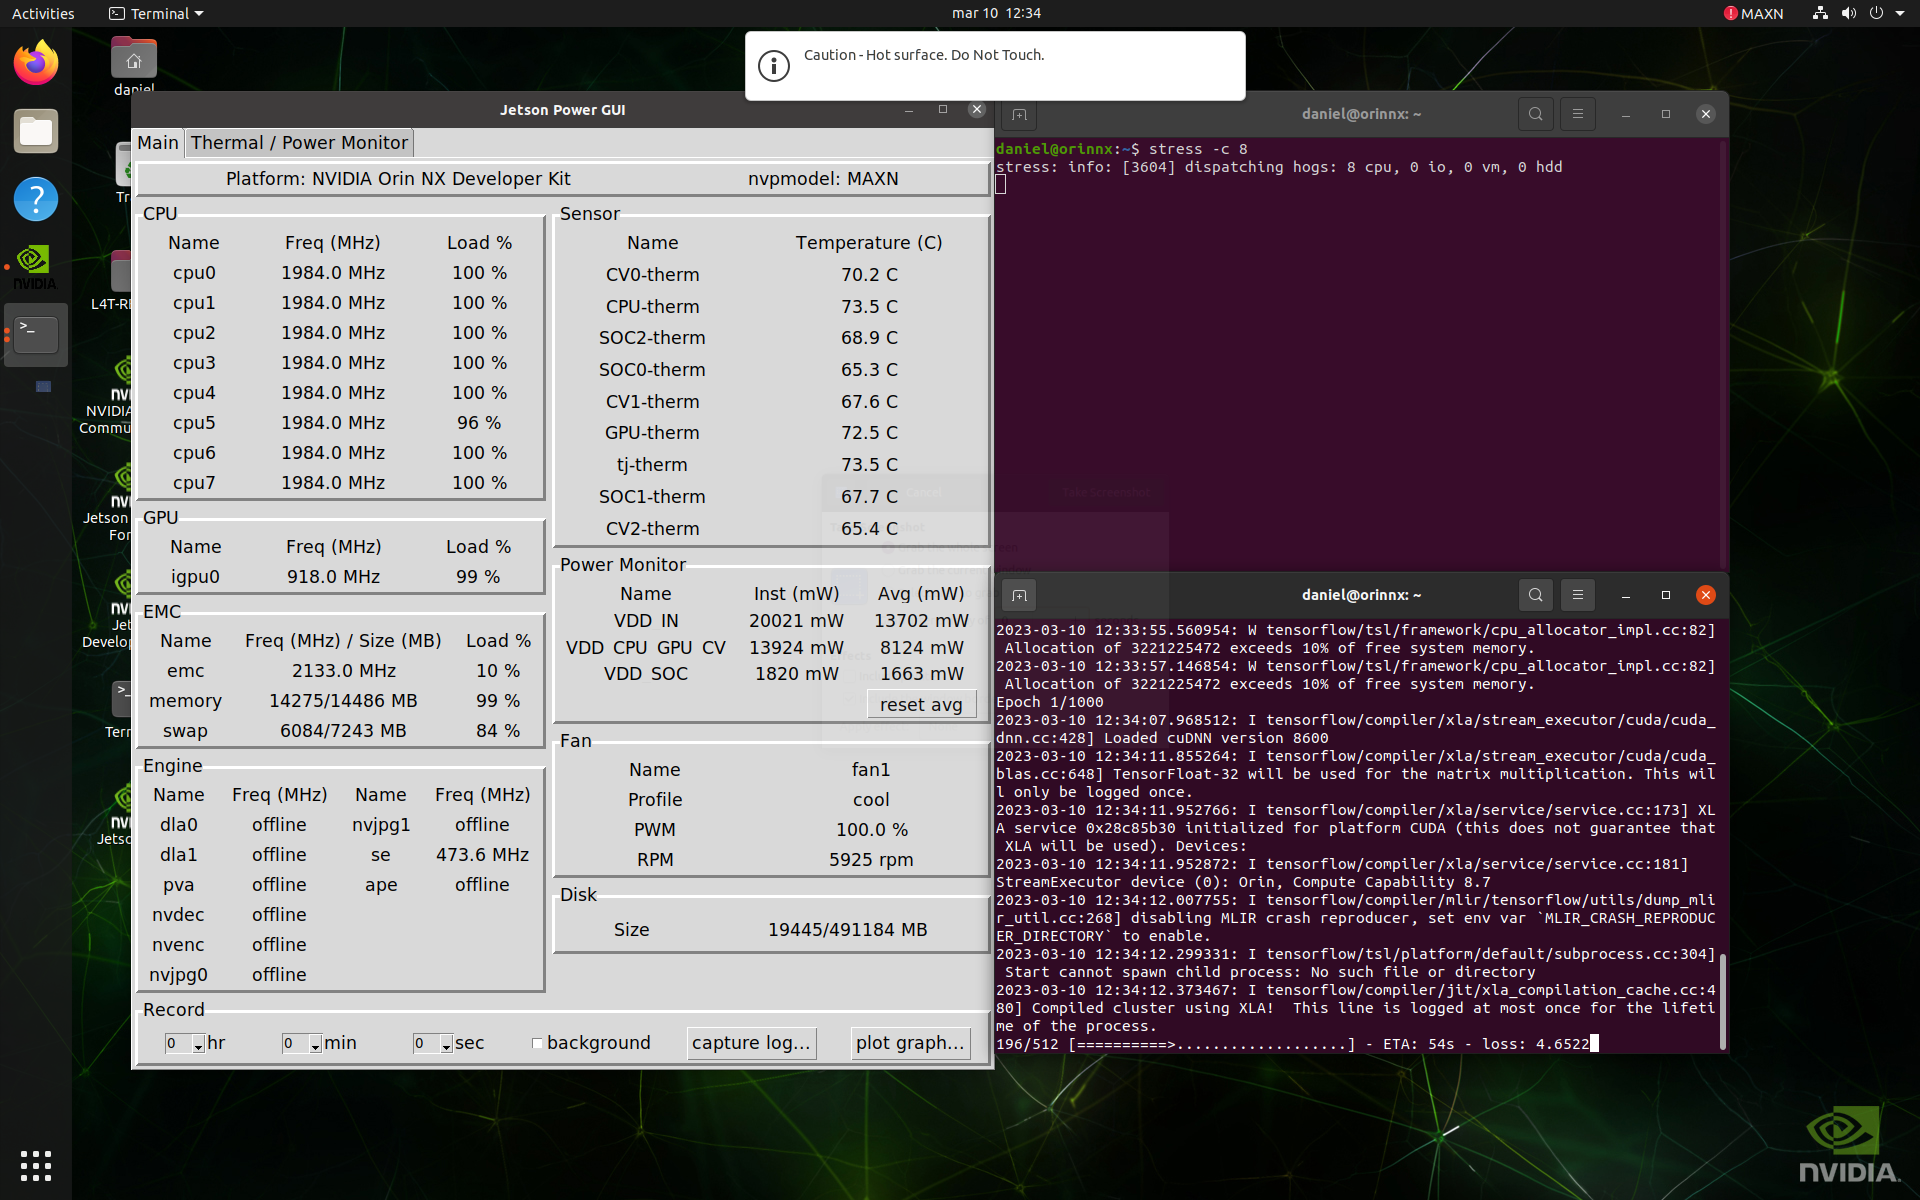 Activities
Terminal
mar 10 12:34
MAXN
Caution - Hot surface. Do Not Touch.
daniel
L4T-R
NVIDIA
Commu
Jetson
For
Jet
Develop
Term
Jetso
NVIDIA
Jetson Power GUI
Main
Thermal / Power Monitor
Platform: NVIDIA Orin NX Developer Kit
nvpmodel: MAXN
CPU
Name Freq (MHz) Load %
cpu0 1984.0 MHz 100 %
cpu1 1984.0 MHz 100 %
cpu2 1984.0 MHz 100 %
cpu3 1984.0 MHz 100 %
cpu4 1984.0 MHz 100 %
cpu5 1984.0 MHz 96 %
cpu6 1984.0 MHz 100 %
cpu7 1984.0 MHz 100 %
GPU
Name Freq (MHz) Load %
igpu0 918.0 MHz 99 %
EMC
Name Freq (MHz) / Size (MB) Load %
emc 2133.0 MHz 10 %
memory 14275/14486 MB 99 %
swap 6084/7243 MB 84 %
Engine
Name Freq (MHz) Name Freq (MHz)
dla0 offline nvjpg1 offline
dla1 offline se 473.6 MHz
pva offline ape offline
nvdec offline
nvenc offline
nvjpg0 offline
Sensor
Name Temperature (C)
CV0-therm 70.2 C
CPU-therm 73.5 C
SOC2-therm 68.9 C
SOC0-therm 65.3 C
CV1-therm 67.6 C
GPU-therm 72.5 C
tj-therm 73.5 C
SOC1-therm 67.7 C
CV2-therm 65.4 C
Power Monitor
Name Inst (mW) Avg (mW)
VDD_IN 20021 mW 13702 mW
VDD_CPU_GPU_CV 13924 mW 8124 mW
VDD_SOC 1820 mW 1663 mW
reset avg
Fan
Name fan1
Profile cool
PWM 100.0 %
RPM 5925 rpm
Disk
Size 19445/491184 MB
Record
0 hr 0 min 0 sec background capture log... plot graph...
daniel@orinnx: ~
daniel@orinnx:~$ stress -c 8
stress: info: [3604] dispatching hogs: 8 cpu, 0 io, 0 vm, 0 hdd
daniel@orinnx: ~
2023-03-10 12:33:55.560954: W tensorflow/tsl/framework/cpu_allocator_impl.cc:82]
Allocation of 3221225472 exceeds 10% of free system memory.
2023-03-10 12:33:57.146854: W tensorflow/tsl/framework/cpu_allocator_impl.cc:82]
Allocation of 3221225472 exceeds 10% of free system memory.
Epoch 1/1000
2023-03-10 12:34:07.968512: I tensorflow/compiler/xla/stream_executor/cuda/cuda_
dnn.cc:428] Loaded cuDNN version 8600
2023-03-10 12:34:11.855264: I tensorflow/compiler/xla/stream_executor/cuda/cuda_
blas.cc:648] TensorFloat-32 will be used for the matrix multiplication. This wil
l only be logged once.
2023-03-10 12:34:11.952766: I tensorflow/compiler/xla/service/service.cc:173] XL
A service 0x28c85b30 initialized for platform CUDA (this does not guarantee that
XLA will be used). Devices:
2023-03-10 12:34:11.952872: I tensorflow/compiler/xla/service/service.cc:181]
StreamExecutor device (0): Orin, Compute Capability 8.7
2023-03-10 12:34:12.007755: I tensorflow/compiler/mlir/tensorflow/utils/dump_mli
r_util.cc:268] disabling MLIR crash reproducer, set env var `MLIR_CRASH_REPRODUC
ER_DIRECTORY` to enable.
2023-03-10 12:34:12.299331: I tensorflow/tsl/platform/default/subprocess.cc:304]
Start cannot spawn child process: No such file or directory
2023-03-10 12:34:12.373467: I tensorflow/compiler/jit/xla_compilation_cache.cc:4
80] Compiled cluster using XLA!  This line is logged at most once for the lifeti
me of the process.
196/512 [==========>...................] - ETA: 54s - loss: 4.6522
NVIDIA.